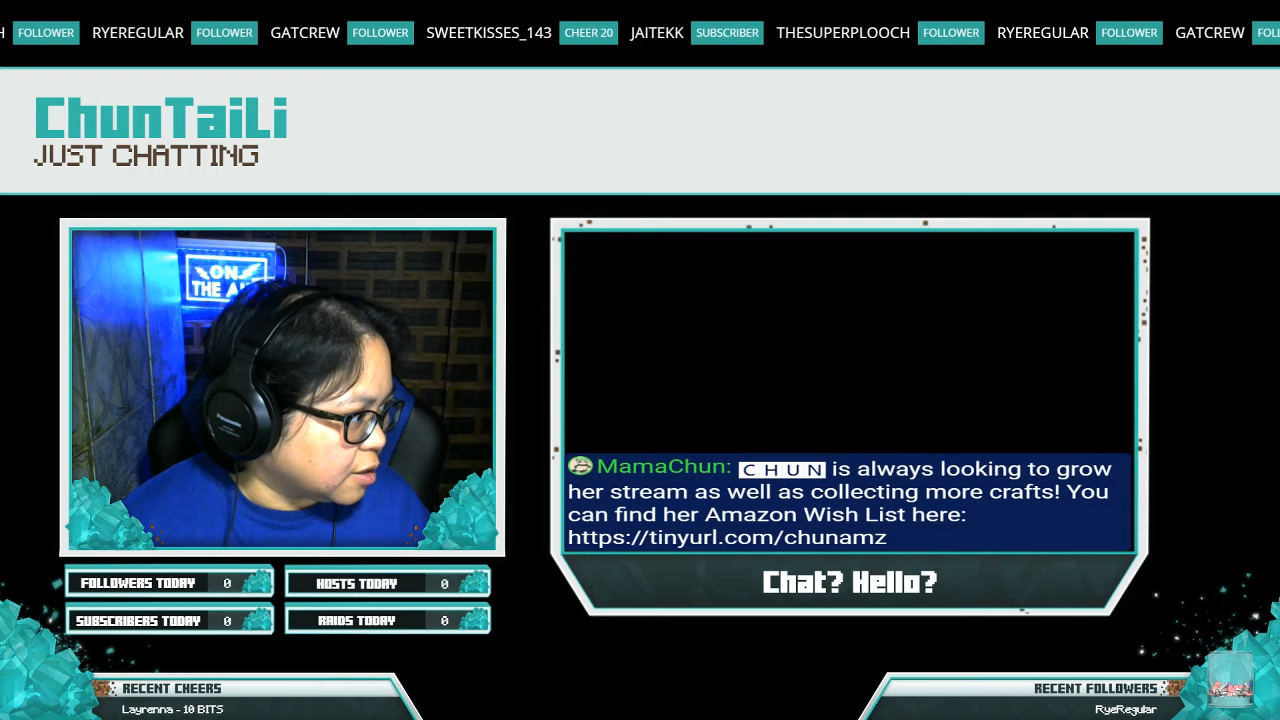 FOLLOWER RYEREGULAR FOLLOWER GATCREW FOLLOWER SWEETKISSES_143 CHEER 20 JAITEKK SUBSCRIBER THESUPERPLOOCH FOLLOWER RYEREGULAR FOLLOWER GATCREW
ChunTaiLi
JUST CHATTING
ON
THE
Panasonic
MamaChun: CHUN is always looking to grow
her stream as well as collecting more crafts! You
can find her Amazon Wish List here:
https://tinyurl.com/chunamz
Chat? Hello?
FOLLOWERS TODAY 0
HOSTS TODAY 0
SUBSCRIBERS TODAY 0
RAIDS TODAY 0
RECENT CHEERS
Layrenna - 10 BITS
RECENT FOLLOWERS
RyeRegular